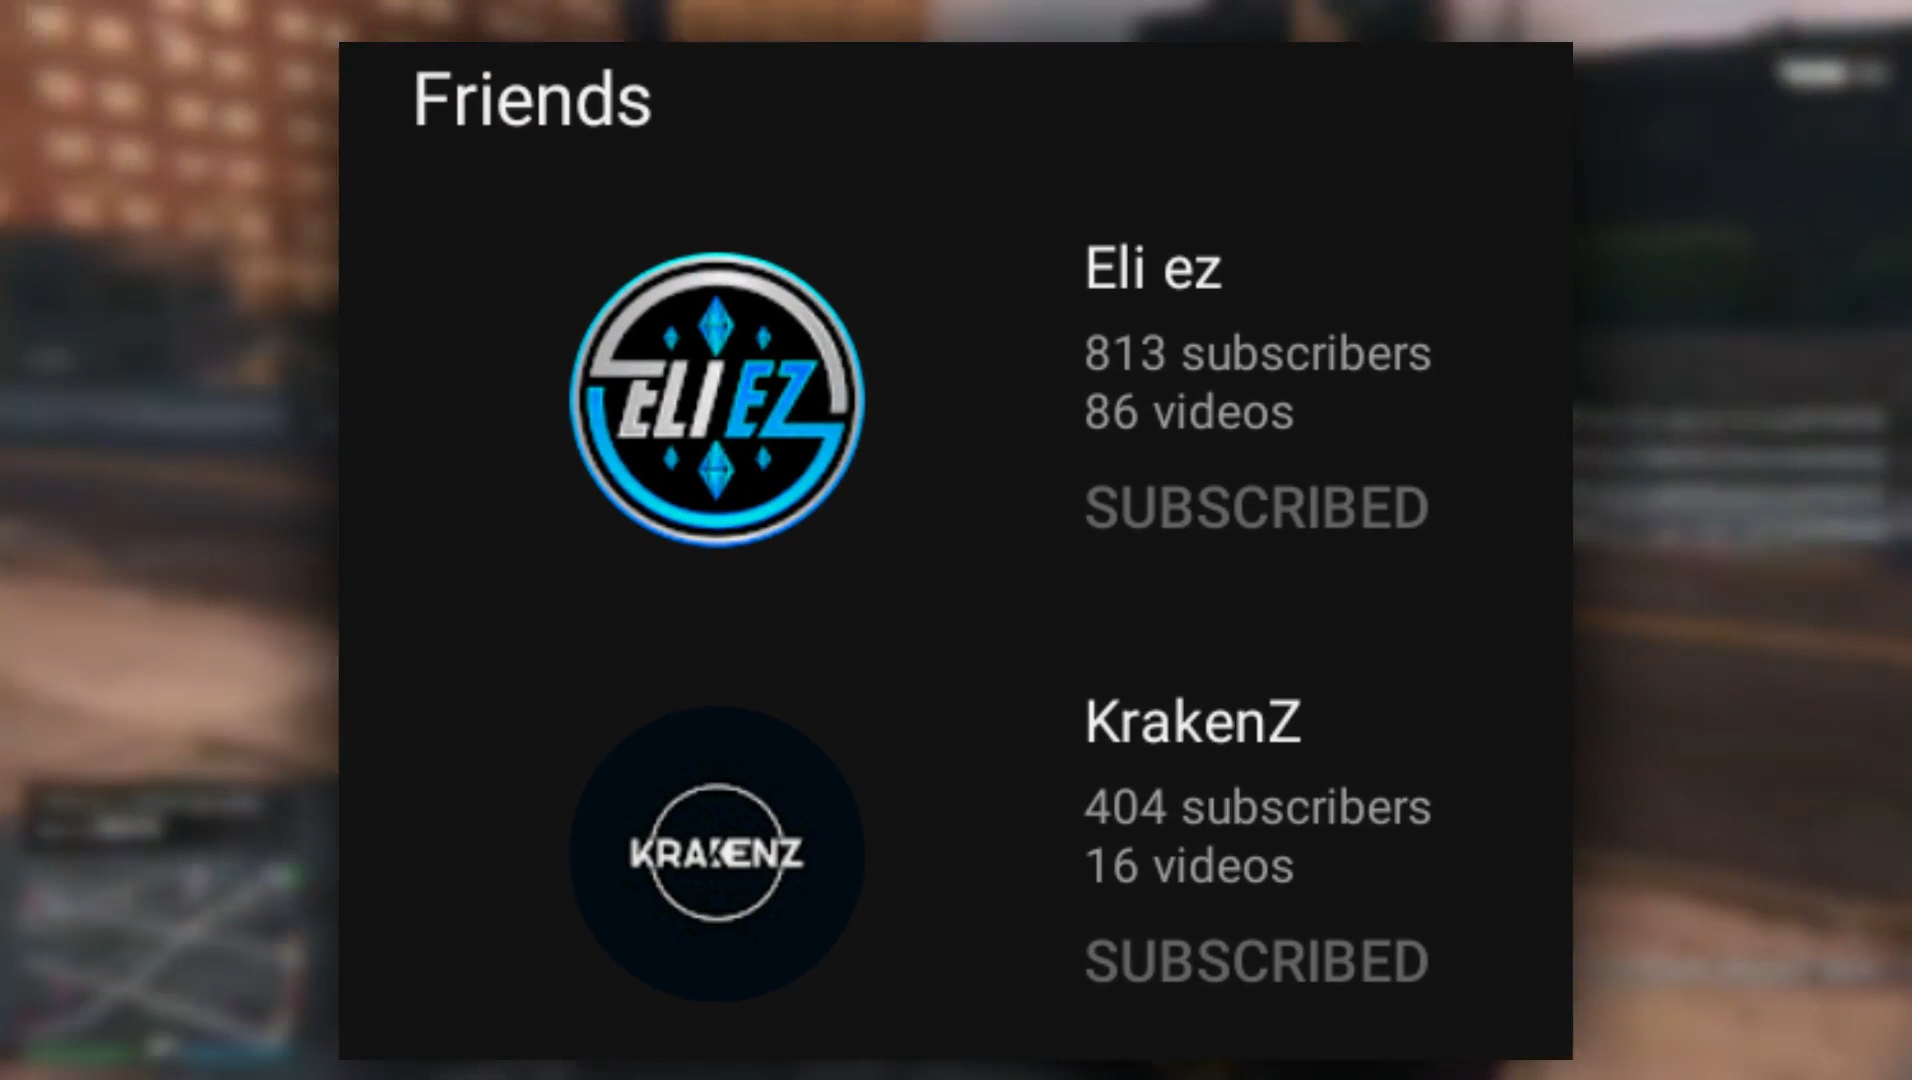 Friends
ELI EZ
Eli ez
813 subscribers
86 videos
SUBSCRIBED
KRAKENZ
KrakenZ
404 subscribers
16 videos
SUBSCRIBED